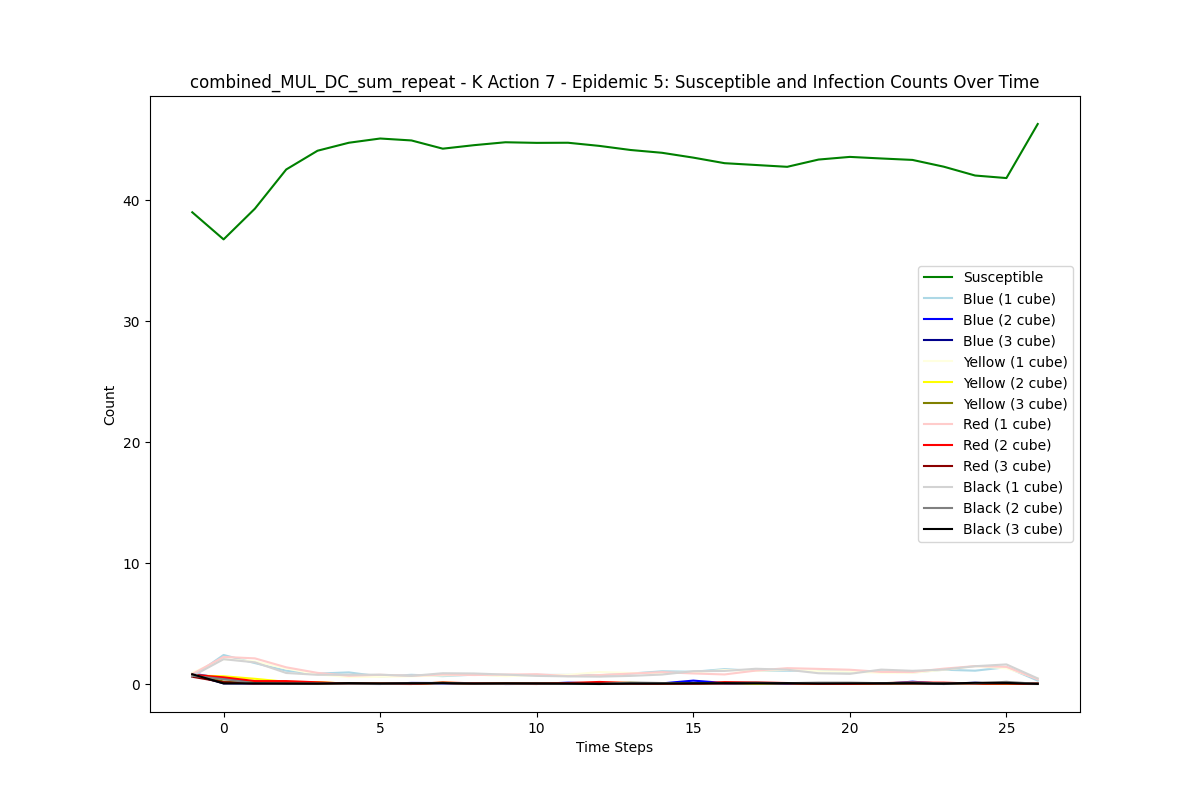 combined_MUL_DC_sum_repeat - K Action 7 - Epidemic 5: Susceptible and Infection Counts Over Time
Count
40
30
20
10
0
Susceptible
Blue (1 cube)
Blue (2 cube)
Blue (3 cube)
Yellow (1 cube)
Yellow (2 cube)
Yellow (3 cube)
Red (1 cube)
Red (2 cube)
Red (3 cube)
Black (1 cube)
Black (2 cube)
Black (3 cube)
0 5 10 15 20 25
Time Steps